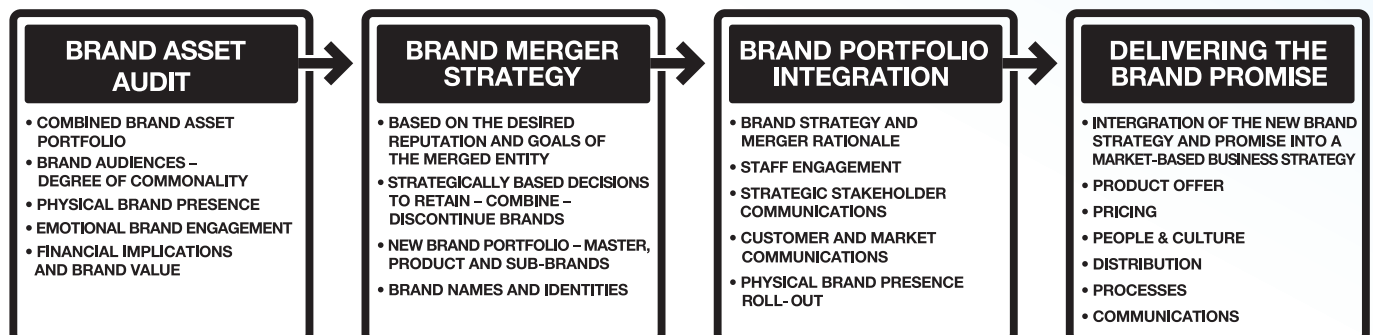 BRAND ASSET
AUDIT
• COMBINED BRAND ASSET
PORTFOLIO
• BRAND AUDIENCES –
DEGREE OF COMMONALITY
• PHYSICAL BRAND PRESENCE
• EMOTIONAL BRAND ENGAGEMENT
• FINANCIAL IMPLICATIONS
AND BRAND VALUE
BRAND MERGER
STRATEGY
• BASED ON THE DESIRED
REPUTATION AND GOALS OF
THE MERGED ENTITY
• STRATEGICALLY BASED DECISIONS
TO RETAIN – COMBINE –
DISCONTINUE BRANDS
• NEW BRAND PORTFOLIO – MASTER,
PRODUCT AND SUB-BRANDS
• BRAND NAMES AND IDENTITIES
BRAND PORTFOLIO
INTEGRATION
• BRAND STRATEGY AND
MERGER RATIONALE
• STAFF ENGAGEMENT
• STRATEGIC STAKEHOLDER
COMMUNICATIONS
• CUSTOMER AND MARKET
COMMUNICATIONS
• PHYSICAL BRAND PRESENCE
ROLL-OUT
DELIVERING THE
BRAND PROMISE
• INTERGRATION OF THE NEW BRAND
STRATEGY AND PROMISE INTO A
MARKET-BASED BUSINESS STRATEGY
• PRODUCT OFFER
• PRICING
• PEOPLE & CULTURE
• DISTRIBUTION
• PROCESSES
• COMMUNICATIONS